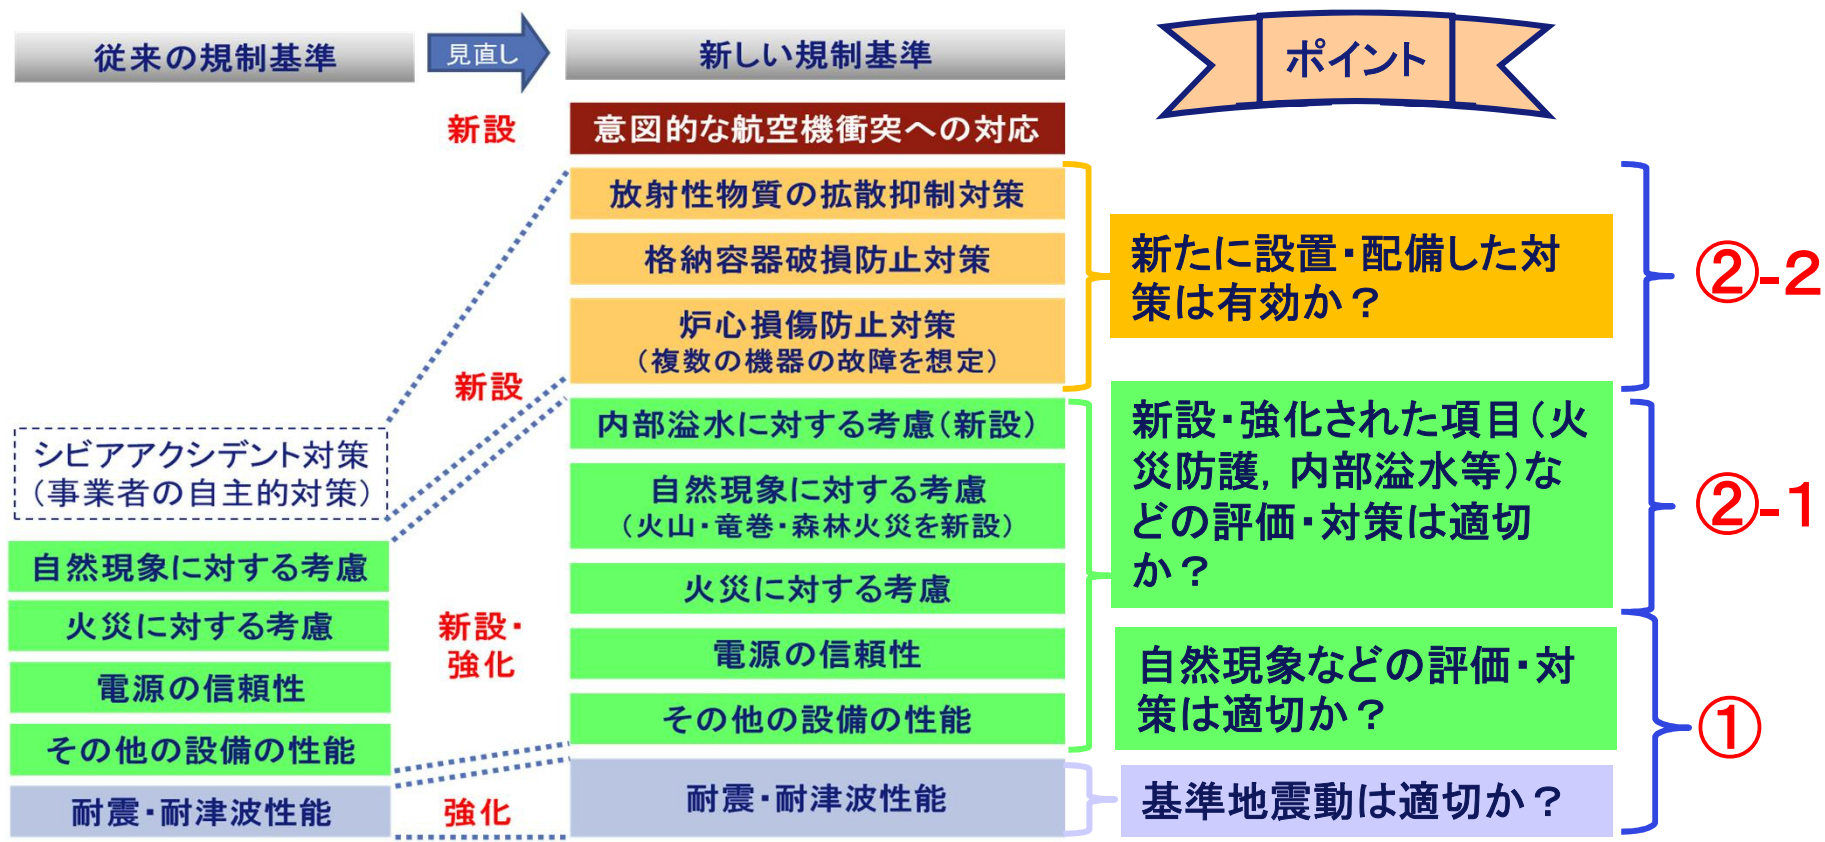 従来の規制基準
見直し
新しい規制基準
ポイント
新設
意図的な航空機衝突への対応
放射性物質の拡散抑制対策
格納容器破損防止対策
炉心損傷防止対策
（複数の機器の故障を想定）
新たに設置・配備した対
策は有効か？
②-2
新設
シビアアクシデント対策
（事業者の自主的対策）
内部溢水に対する考慮（新設）
自然現象に対する考慮
（火山・竜巻・森林火災を新設）
火災に対する考慮
電源の信頼性
その他の設備の性能
新設・強化された項目（火
災防護，内部溢水等）な
どの評価・対策は適切
か？
②-1
自然現象に対する考慮
火災に対する考慮
電源の信頼性
その他の設備の性能
新設・
強化
自然現象などの評価・対
策は適切か？
①
耐震・耐津波性能
強化
耐震・耐津波性能
基準地震動は適切か？